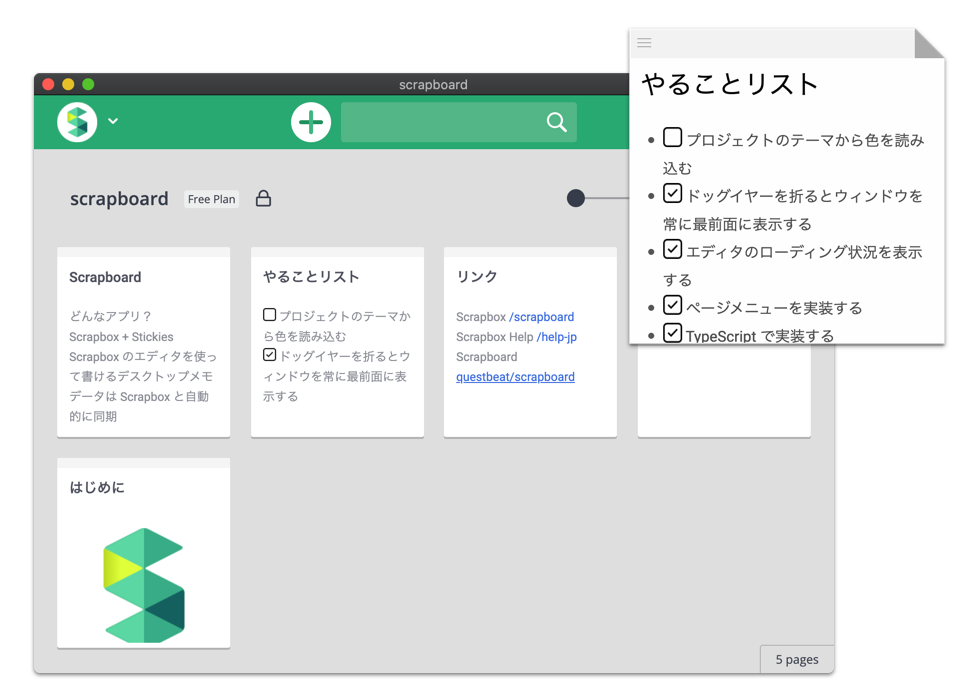 scrapboard
scrapboard
Free Plan
Scrapboard
どんなアプリ？
Scrapbox + Stickies
Scrapbox のエディタを使っ
て書けるデスクトップメモ
データは Scrapbox と自動
的に同期
やることリスト
プロジェクトのテーマか
ら色を読み込む
ドッグイヤーを折るとウ
ィンドウを常に最前面に表
示する
リンク
Scrapbox /scrapboard
Scrapbox Help /help-jp
Scrapboard
questbeat/scrapboard
はじめに
5 pages
やることリスト
プロジェクトのテーマから色を読み
込む
ドッグイヤーを折るとウィンドウを
常に最前面に表示する
エディタのローディング状況を表示
する
ページメニューを実装する
TypeScript で実装する